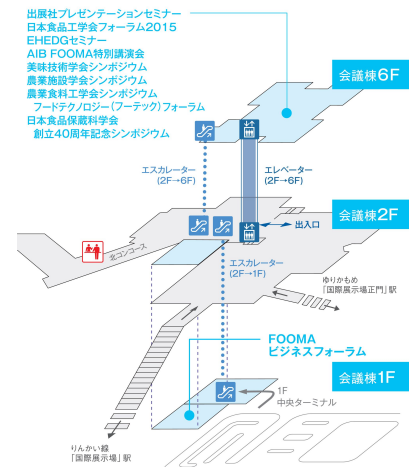 出展社プレゼンテーションセミナー
日本食品工学会フォーラム2015
EHEDGセミナー
AIB FOOMA特別講演会
美味技術学会シンポジウム
農業施設学会シンポジウム
農業食料工学会シンポジウム
フードテクノロジー(フーテック)フォーラム
日本食品保蔵科学会
創立40周年記念シンポジウム
会議棟6F
エスカレーター
(2F→6F)
エレベーター
(2F→6F)
会議棟2F
出入口
北コンコース
エスカレーター
(2F→1F)
ゆりかもめ
「国際展示場正門」駅
FOOMA
ビジネスフォーラム
会議棟1F
1F
中央ターミナル
りんかい線
「国際展示場」駅